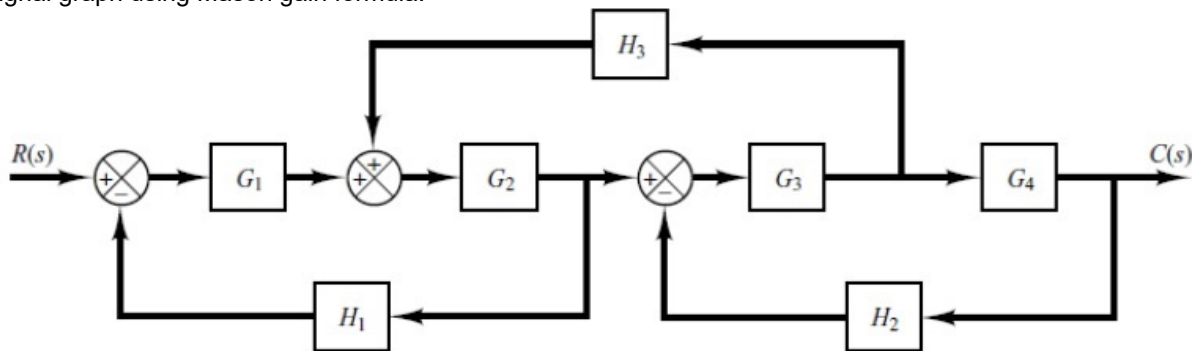 signal graph using Mason gain formula.
H3
R(s)
G1
G2
G3
G4
C(s)
+
−
+
+
+
−
H1
H2